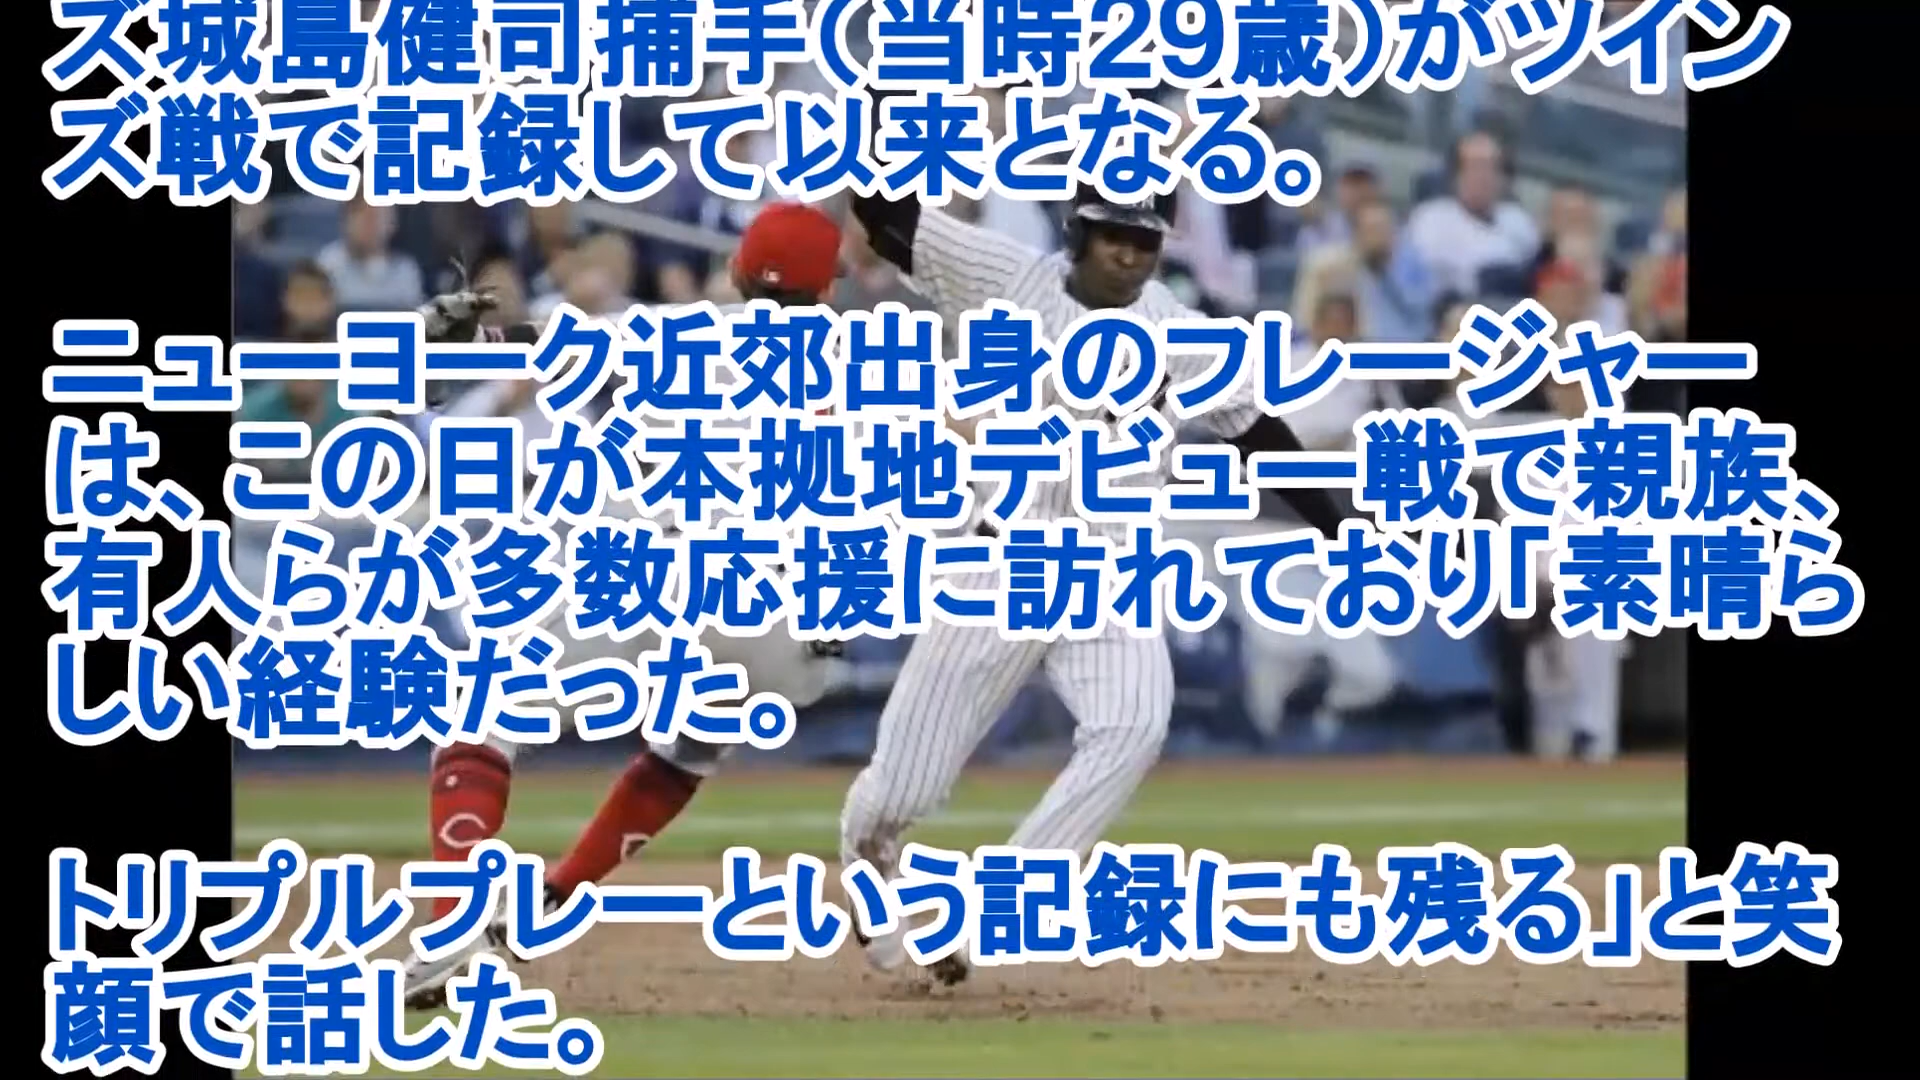 ズ城島健司捕手（当時29歳）がツイン
ズ戦で記録して以来となる。
ニューヨーク近郊出身のフレージャー
は、この日が本拠地デビュー戦で親族、
有人らが多数応援に訪れており「素晴ら
しい経験だった。
トリプルプレーという記録にも残る」と笑
顔で話した。